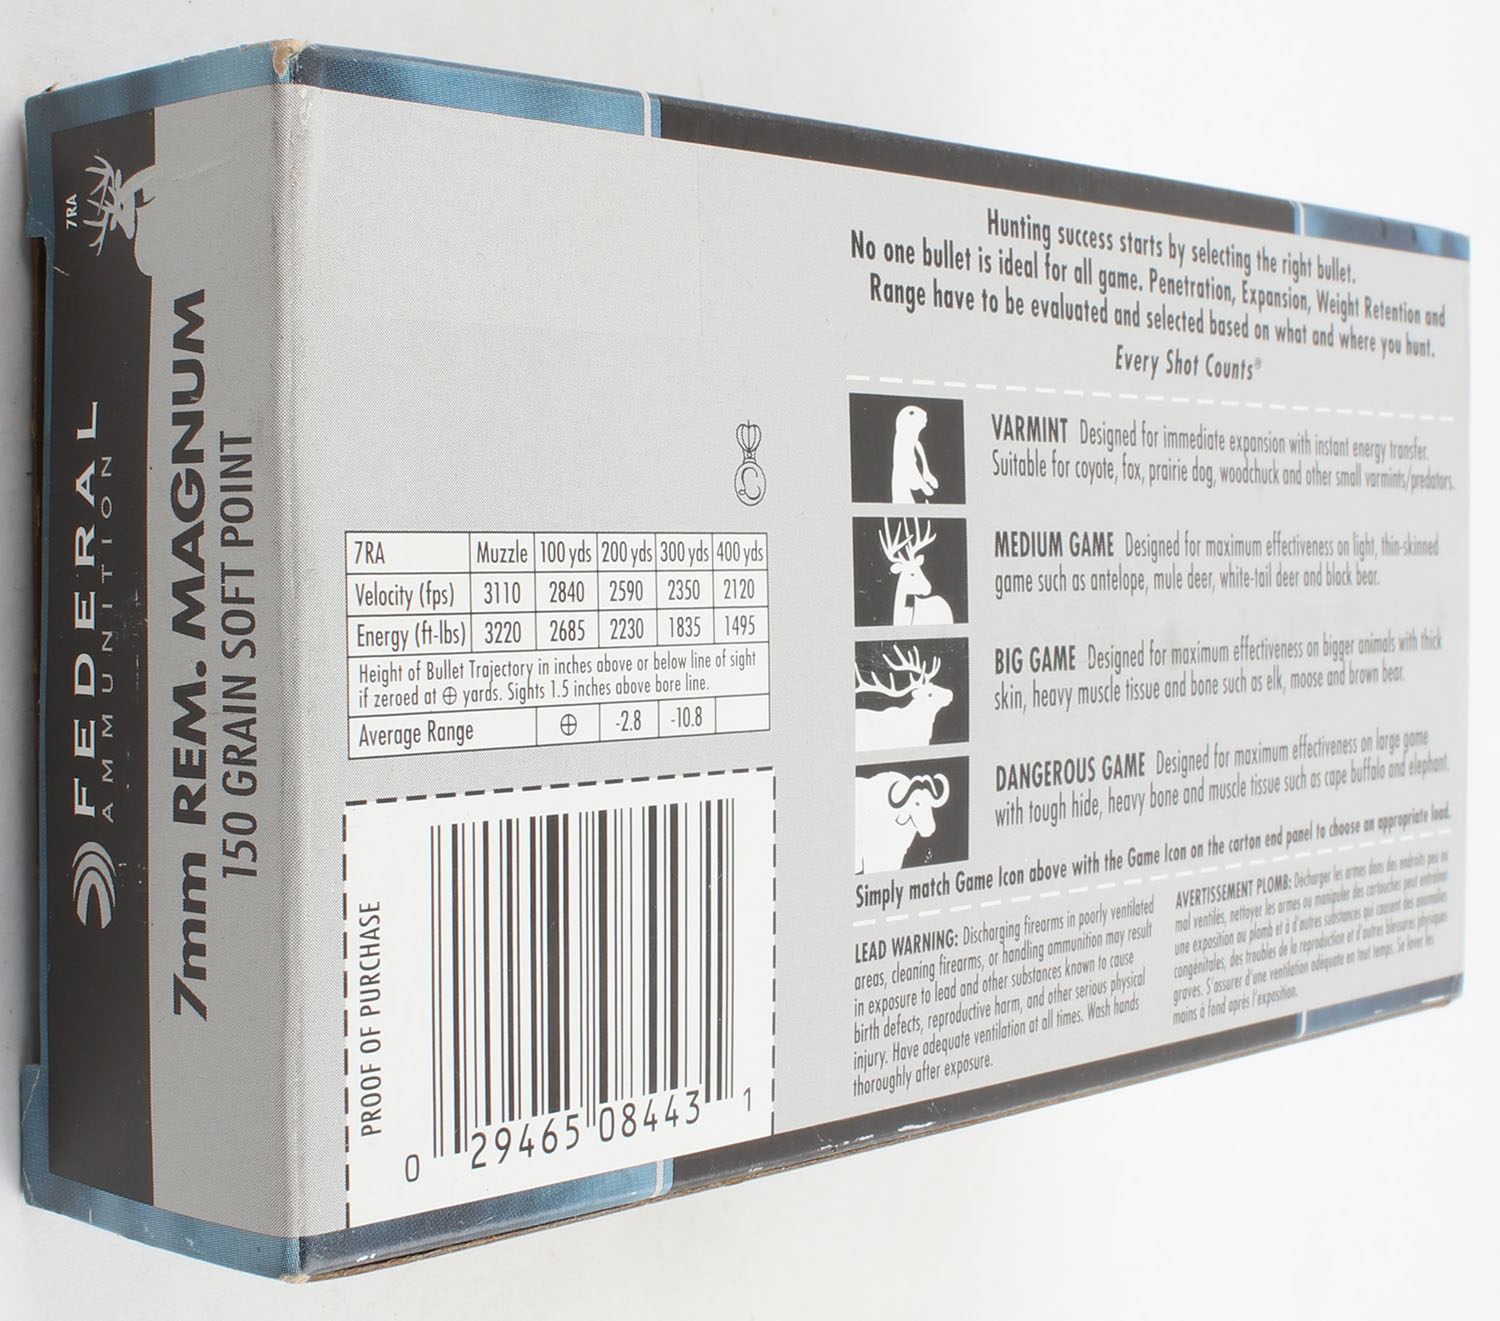 7RA
FEDERAL
AMMUNITION
7mm REM. MAGNUM
150 GRAIN SOFT POINT
7RA Muzzle 100 yds 200 yds 300 yds 400 yds
Velocity (fps) 3110 2840 2590 2350 2120
Energy (ft-lbs) 3220 2685 2230 1835 1495
Height of Bullet Trajectory in inches above or below line of sight
if zeroed at ⊕ yards. Sights 1.5 inches above bore line.
Average Range ⊕ -2.8 -10.8
PROOF OF PURCHASE
0 29465 08443 1
Hunting success starts by selecting the right bullet.
No one bullet is ideal for all game. Penetration, Expansion, Weight Retention and
Range have to be evaluated and selected based on what and where you hunt.
Every Shot Counts®
VARMINT Designed for immediate expansion with instant energy transfer.
Suitable for coyote, fox, prairie dog, woodchuck and other small varmints/predators.
MEDIUM GAME Designed for maximum effectiveness on light, thin-skinned
game such as antelope, mule deer, white-tail deer and black bear.
BIG GAME Designed for maximum effectiveness on bigger animals with thick
skin, heavy muscle tissue and bone such as elk, moose and brown bear.
DANGEROUS GAME Designed for maximum effectiveness on large game
with tough hide, heavy bone and muscle tissue such as cape buffalo and elephant.
Simply match Game Icon above with the Game Icon on the carton end panel to choose an appropriate load.
LEAD WARNING: Discharging firearms in poorly ventilated
areas, cleaning firearms, or handling ammunition may result
in exposure to lead and other substances known to cause
birth defects, reproductive harm, and other serious physical
injury. Have adequate ventilation at all times. Wash hands
thoroughly after exposure.
AVERTISSEMENT PLOMB: Décharger les armes dans des endroits peu ou
mal ventilés, nettoyer les armes ou manipuler des cartouches peut entraîner
une exposition au plomb et à d'autres substances qui causent des anomalies
congénitales, des troubles de la reproduction et d'autres blessures physiques
graves. S'assurer d'une ventilation adéquate en tout temps. Se laver les
mains à fond après l'exposition.